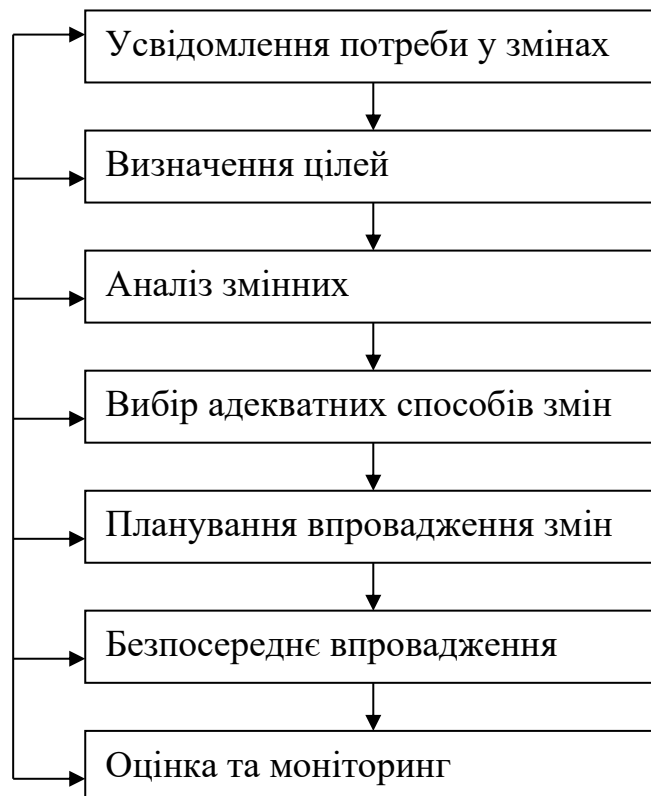 Усвідомлення потреби у змінах
Визначення цілей
Аналіз змінних
Вибір адекватних способів змін
Планування впровадження змін
Безпосереднє впровадження
Оцінка та моніторинг